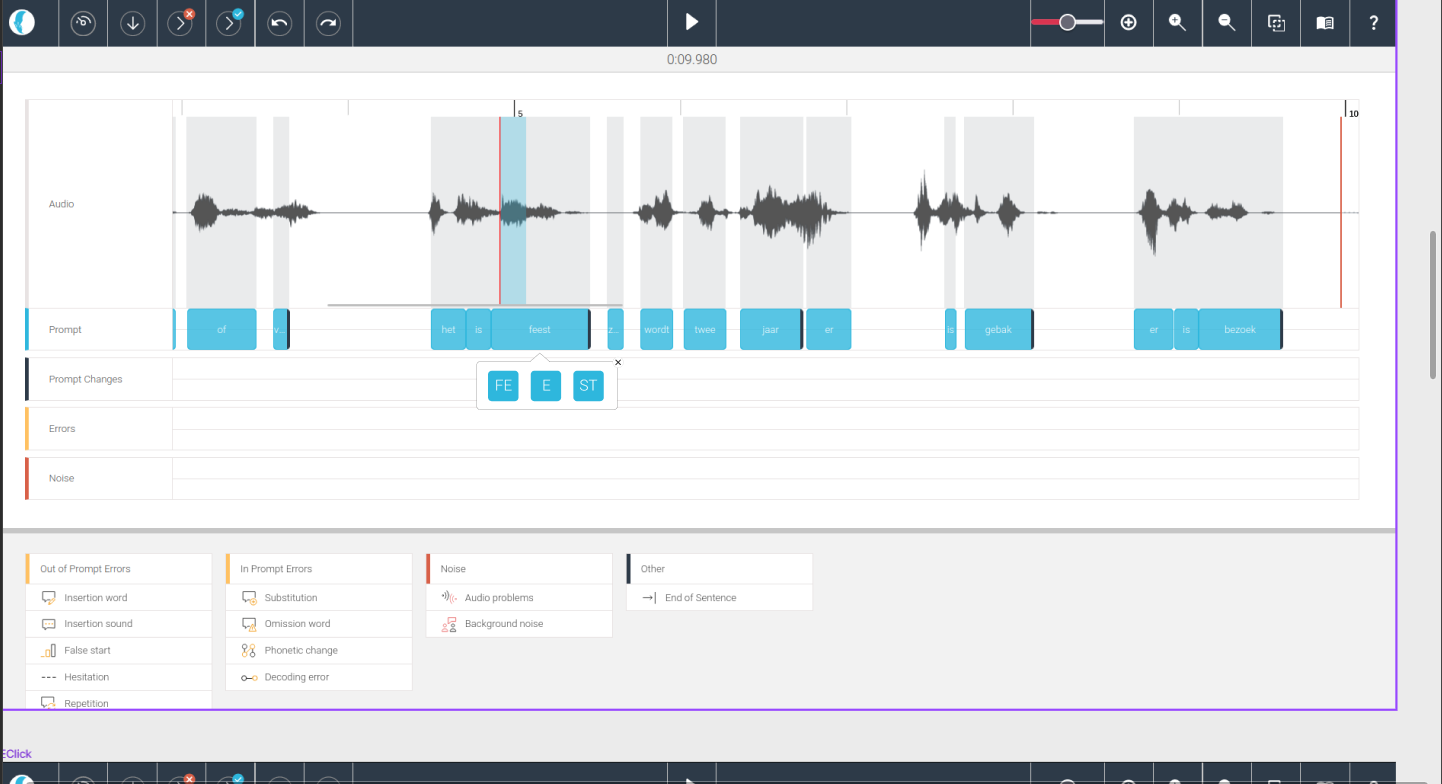 0:09.980
5
10
Audio
Prompt
of
v...
het
is
feest
z...
wordt
twee
jaar
er
is
gebak
er
is
bezoek
x
FE
E
ST
Prompt Changes
Errors
Noise
Out of Prompt Errors
Insertion word
Insertion sound
False start
Hesitation
Repetition
In Prompt Errors
Substitution
Omission word
Phonetic change
Decoding error
Noise
Audio problems
Background noise
Other
End of Sentence
EClick
?